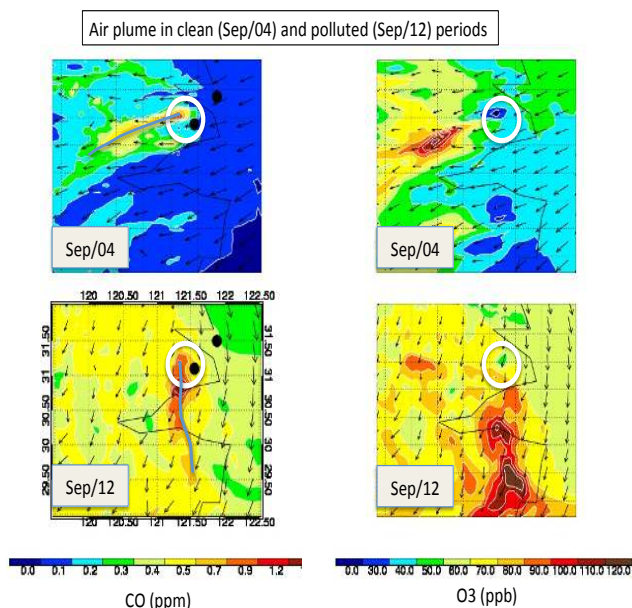 Air plume in clean (Sep/04) and polluted (Sep/12) periods
Sep/04
Sep/04
120 120.50 121 121.50 122 122.50
31.50
31
30.50
30
29.50
31.50
31
30.50
30
29.50
Sep/12
120 120.50 121 121.50 122 122.50
Sep/12
0.0 0.1 0.2 0.3 0.4 0.5 0.7 0.9 1.2
CO (ppm)
0.0 30.0 40.0 50.0 60.0 70.0 80.0 90.0 100.0 120.0
O3 (ppb)